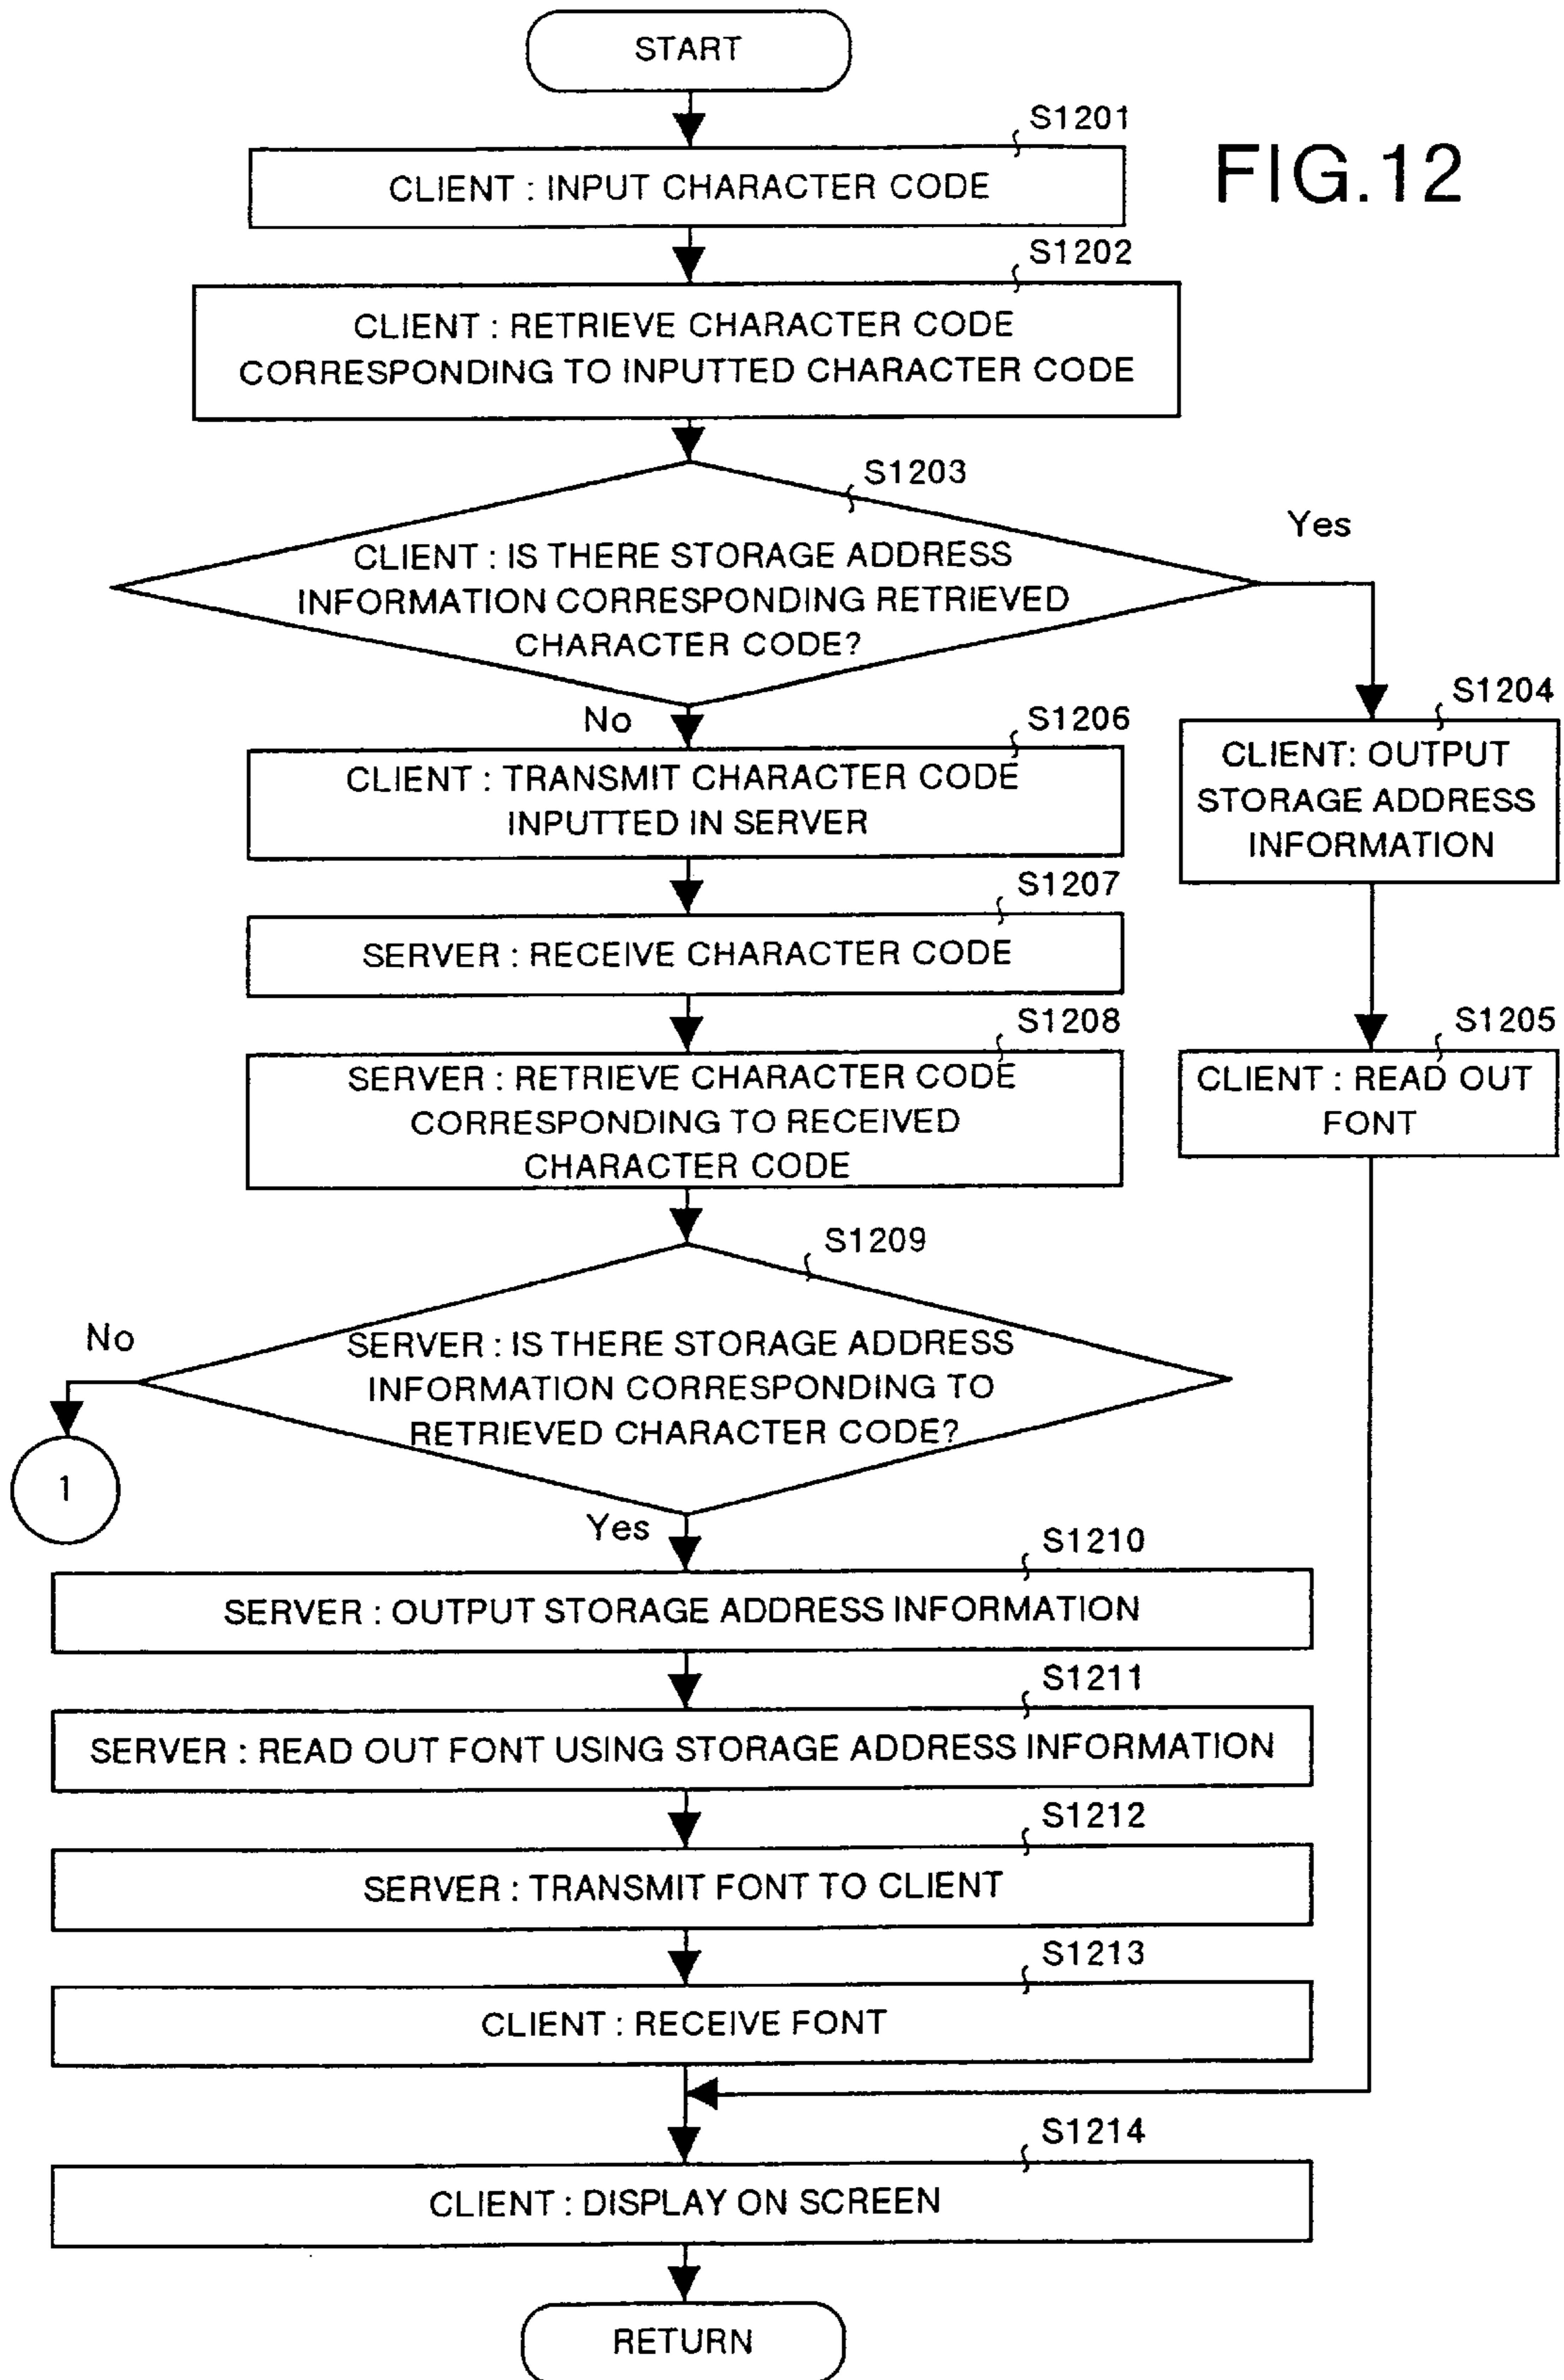 START
S1201
FIG.12
CLIENT : INPUT CHARACTER CODE
S1202
CLIENT : RETRIEVE CHARACTER CODE
CORRESPONDING TO INPUTTED CHARACTER CODE
S1203
Yes
CLIENT : IS THERE STORAGE ADDRESS
INFORMATION CORRESPONDING RETRIEVED
CHARACTER CODE?
No
S1204
CLIENT: OUTPUT
STORAGE ADDRESS
INFORMATION
S1205
CLIENT : READ OUT
FONT
S1206
CLIENT : TRANSMIT CHARACTER CODE
INPUTTED IN SERVER
S1207
SERVER : RECEIVE CHARACTER CODE
S1208
SERVER : RETRIEVE CHARACTER CODE
CORRESPONDING TO RECEIVED
CHARACTER CODE
S1209
No
SERVER : IS THERE STORAGE ADDRESS
INFORMATION CORRESPONDING TO
RETRIEVED CHARACTER CODE?
1
Yes
S1210
SERVER : OUTPUT STORAGE ADDRESS INFORMATION
S1211
SERVER : READ OUT FONT USING STORAGE ADDRESS INFORMATION
S1212
SERVER : TRANSMIT FONT TO CLIENT
S1213
CLIENT : RECEIVE FONT
S1214
CLIENT : DISPLAY ON SCREEN
RETURN